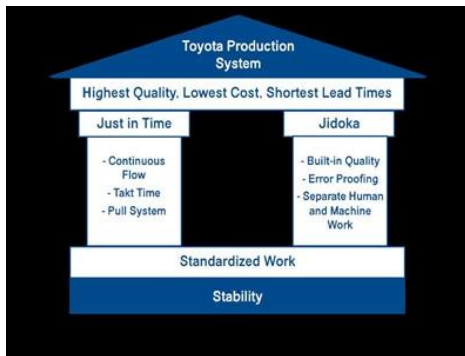 Toyota Production
System
Highest Quality, Lowest Cost, Shortest Lead Times
Just in Time
Jidoka
- Continuous
Flow
- Takt Time
- Pull System
- Built-in Quality
- Error Proofing
- Separate Human
and Machine
Work
Standardized Work
Stability